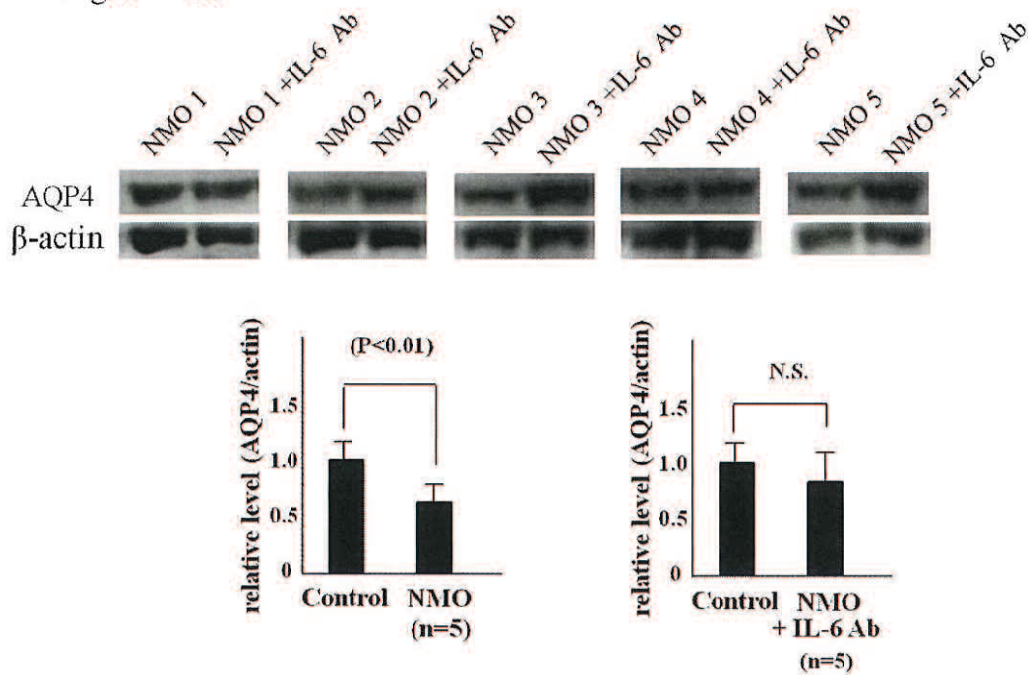 NMO 1
NMO 1 +IL-6 Ab
NMO 2
NMO 2 +IL-6 Ab
NMO 3
NMO 3 +IL-6 Ab
NMO 4
NMO 4 +IL-6 Ab
NMO 5
NMO 5 +IL-6 Ab
AQP4
β-actin
relative level (AQP4/actin)
(P<0.01)
1.5
1.0
0.5
0
Control
NMO
(n=5)
relative level (AQP4/actin)
N.S.
1.5
1.0
0.5
0
Control
NMO
+ IL-6 Ab
(n=5)